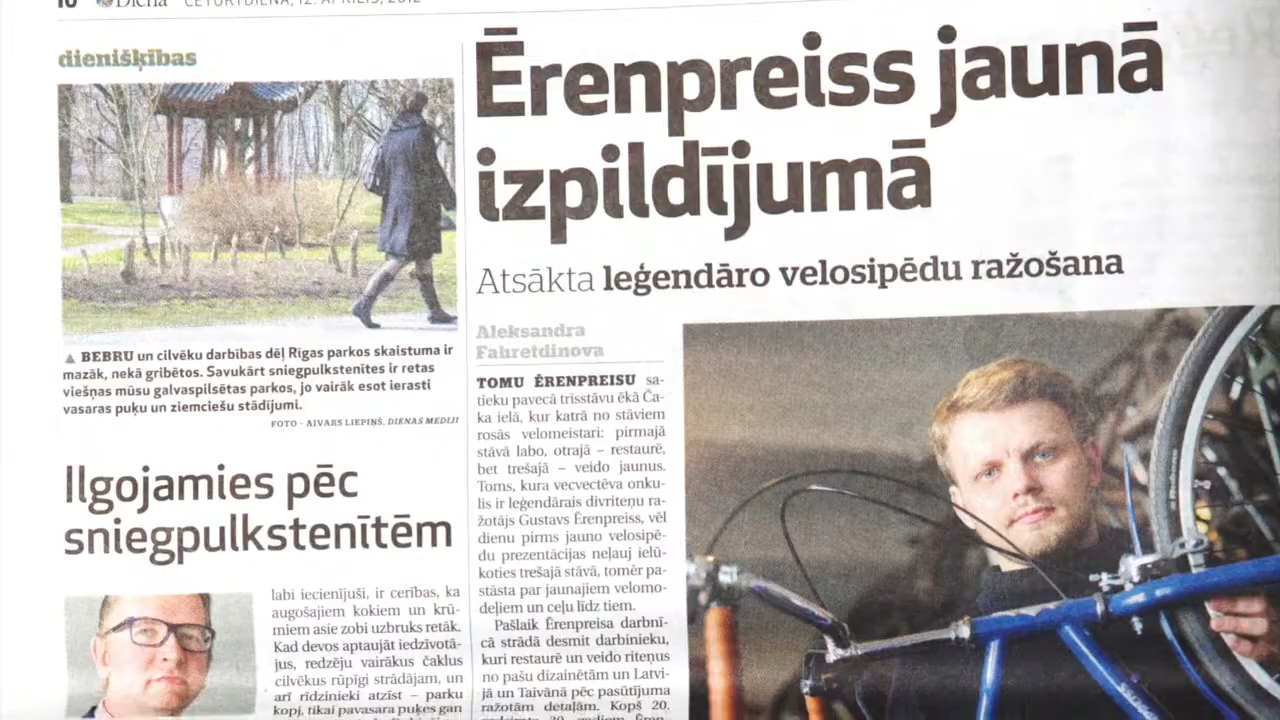 10 Diena CETURTDIENA, 12. APRĪLIS, 2012
dienišķības
▲ BEBRU un cilvēku darbības dēļ Rīgas parkos skaistuma ir
mazāk, nekā gribētos. Savukārt sniegpulkstenītes ir retas
viešņas mūsu galvaspilsētas parkos, jo vairāk esot ierasti
vasaras puķu un ziemciešu stādījumi.
FOTO – AIVARS LIEPIŅŠ, DIENAS MEDIJI
Ilgojamies pēc
sniegpulkstenītēm
labi iecienījuši, ir cerības, ka
augošajiem kokiem un krū-
miem asie zobi uzbruks retāk.
Kad devos aptaujāt iedzīvotā-
jus, redzēju vairākus čaklus
cilvēkus rūpīgi strādājam, un
arī rīdzinieki atzīst – parku
kopj, tikai pavasara puķes gan
Ērenpreiss jaunā
izpildījumā
Atsākta leģendāro velosipēdu ražošana
Aleksandra
Fahretdinova
TOMU ĒRENPREISU sa-
tieku pavecā trīsstāvu ēkā Ča-
ka ielā, kur katrā no stāviem
rosās velomeistari: pirmajā
stāvā labo, otrajā – restaurē,
bet trešajā – veido jaunus.
Toms, kura vecvectēva onku-
lis ir leģendārais divriteņu ra-
žotājs Gustavs Ērenpreiss, vēl
dienu pirms jauno velosipē-
du prezentācijas neļauj ielū-
koties trešajā stāvā, tomēr pa-
stāsta par jaunajiem velomo-
deļiem un ceļu līdz tiem.
Pašlaik Ērenpreisa darbnī-
cā strādā desmit darbinieku,
kuri restaurē un veido riteņus
no pašu dizainētām un Latvi-
jā un Taivānā pēc pasūtījuma
ražotām detaļām. Kopš 20.